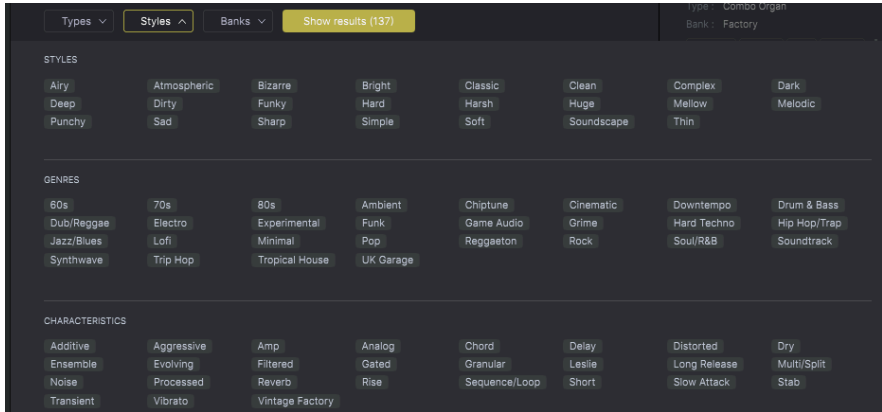 Types Styles Banks Show results (137)
Type : Combo Organ
Bank : Factory
STYLES
Airy Atmospheric Bizarre Bright Classic Clean Complex Dark
Deep Dirty Funky Hard Harsh Huge Mellow Melodic
Punchy Sad Sharp Simple Soft Soundscape Thin
GENRES
60s 70s 80s Ambient Chiptune Cinematic Downtempo Drum & Bass
Dub/Reggae Electro Experimental Funk Game Audio Grime Hard Techno Hip Hop/Trap
Jazz/Blues Lofi Minimal Pop Reggaeton Rock Soul/R&B Soundtrack
Synthwave Trip Hop Tropical House UK Garage
CHARACTERISTICS
Additive Aggressive Amp Analog Chord Delay Distorted Dry
Ensemble Evolving Filtered Gated Granular Leslie Long Release Multi/Split
Noise Processed Reverb Rise Sequence/Loop Short Slow Attack Stab
Transient Vibrato Vintage Factory